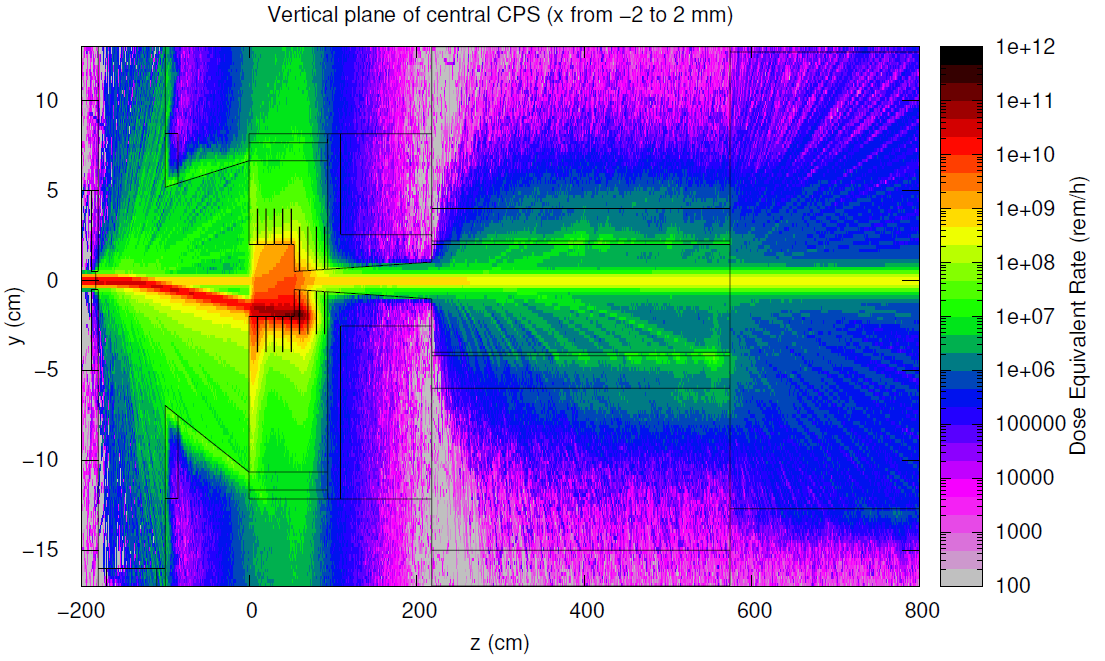 Vertical plane of central CPS (x from −2 to 2 mm)
y (cm)
10
5
0
−5
−10
−15
−200
0
200
400
600
800
z (cm)
1e+12
1e+11
1e+10
1e+09
1e+08
1e+07
1e+06
100000
10000
1000
100
Dose Equivalent Rate (rem/h)